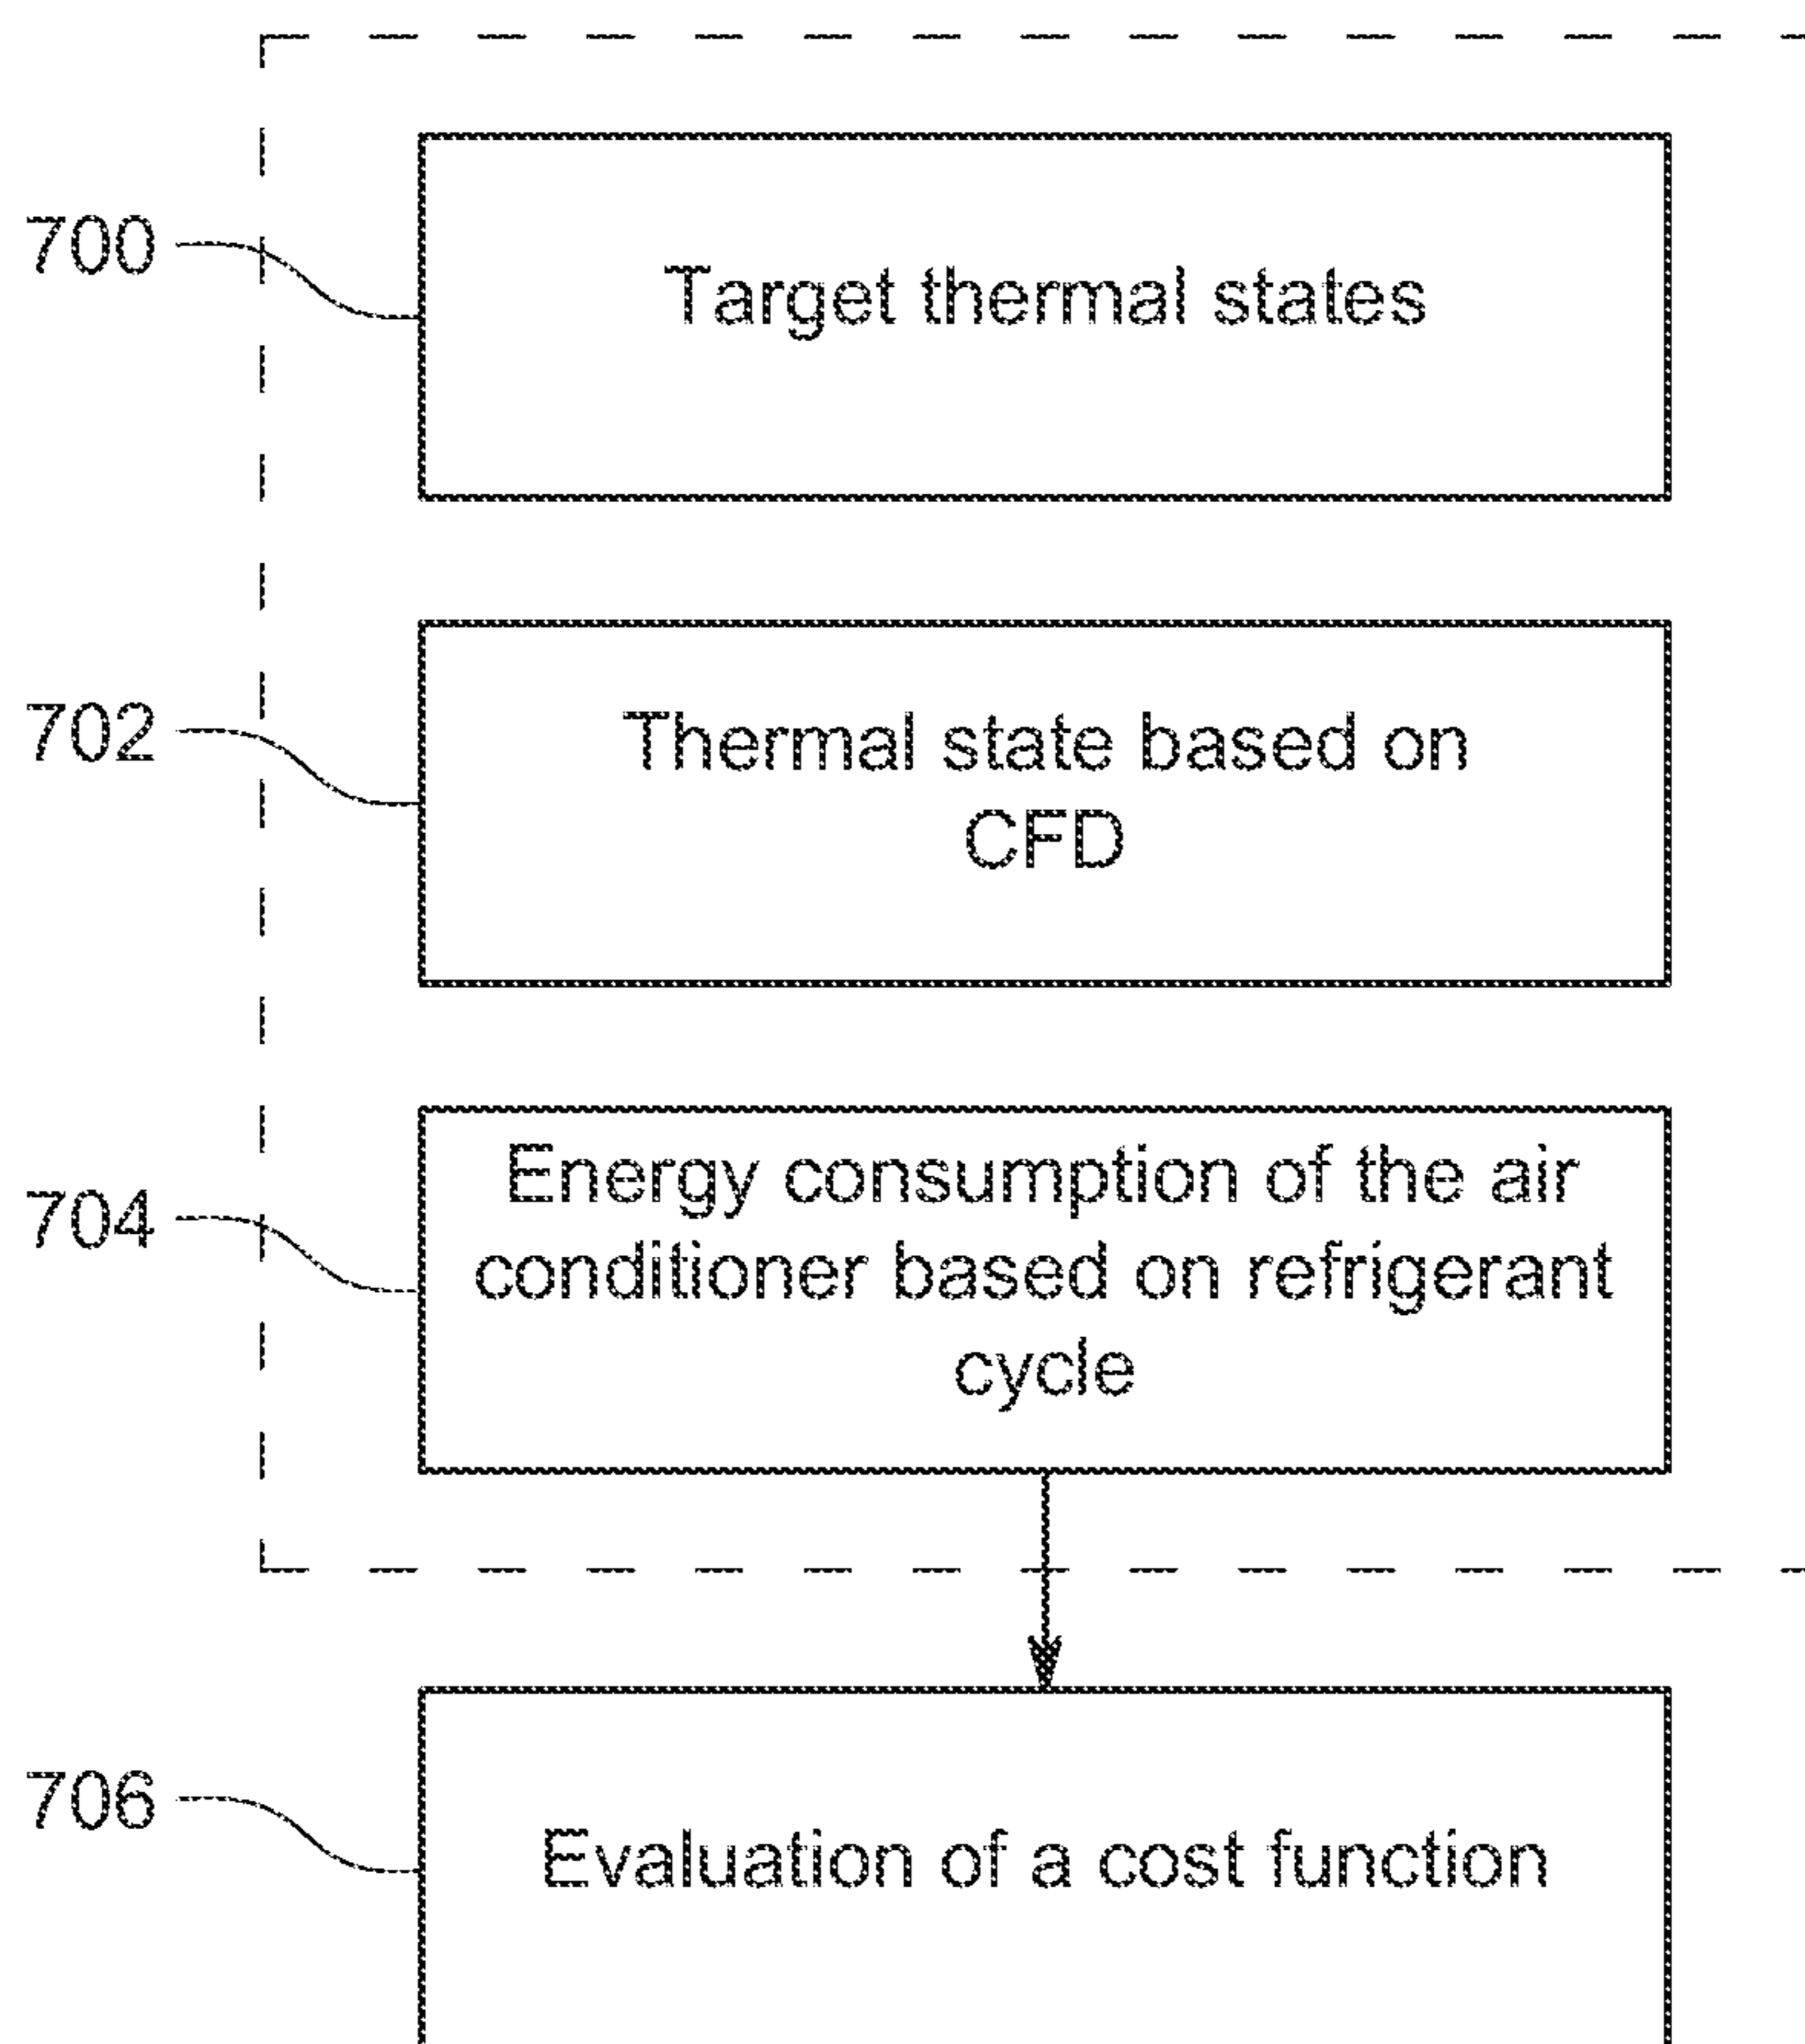 700
Target thermal states
702
Thermal state based on
CFD
704
Energy consumption of the air
conditioner based on refrigerant
cycle
706
Evaluation of a cost function